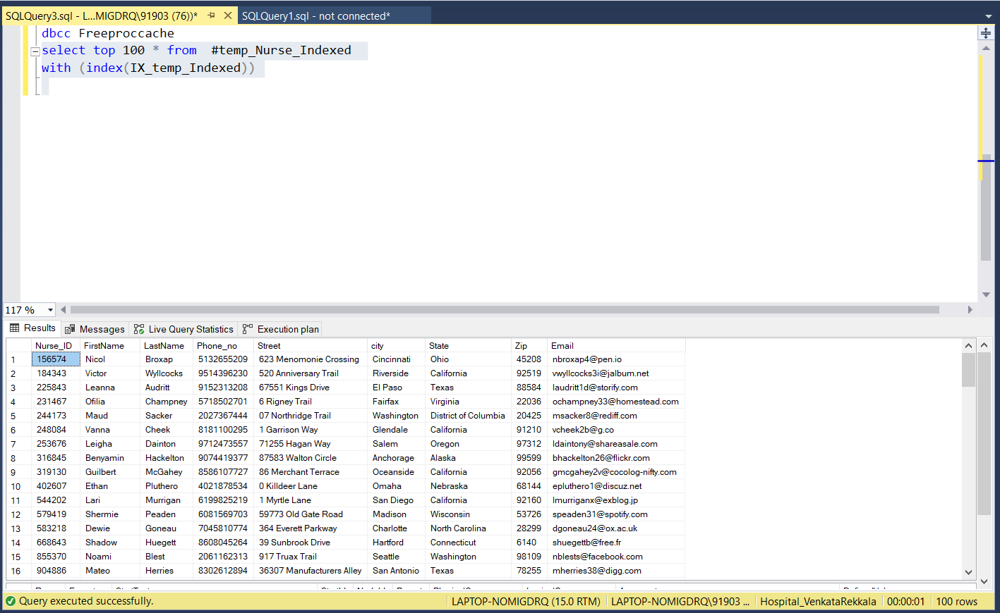 SQLQuery3.sql - L...MIGDRQ\91903 (76))* SQLQuery1.sql - not connected*
dbcc Freeproccache
select top 100 * from  #temp_Nurse_Indexed
with (index(IX_temp_Indexed))
117 %
Results Messages Live Query Statistics Execution plan
Nurse_ID FirstName LastName Phone_no Street city State Zip Email
1 156574 Nicol Broxap 5132655209 623 Menomonie Crossing Cincinnati Ohio 45208 nbroxap4@pen.io
2 184343 Victor Wyllcocks 9514396230 520 Anniversary Trail Riverside California 92519 vwyllcocks3i@jalbum.net
3 225843 Leanna Audritt 9152313208 67551 Kings Drive El Paso Texas 88584 laudritt1d@storify.com
4 231467 Ofilia Champney 5718502701 6 Rigney Trail Fairfax Virginia 22036 ochampney33@homestead.com
5 244173 Maud Sacker 2027367444 07 Northridge Trail Washington District of Columbia 20425 msacker8@rediff.com
6 248084 Vanna Cheek 8181100295 1 Garrison Way Glendale California 91210 vcheek2b@g.co
7 253676 Leigha Dainton 9712473557 71255 Hagan Way Salem Oregon 97312 ldaintony@shareasale.com
8 316845 Benyamin Hackelton 9074419377 87583 Walton Circle Anchorage Alaska 99599 bhackelton26@flickr.com
9 319130 Guilbert McGahey 8586107727 86 Merchant Terrace Oceanside California 92056 gmcgahey2v@cocolog-nifty.com
10 402607 Ethan Pluthero 4021878534 0 Killdeer Lane Omaha Nebraska 68144 epluthero1@discuz.net
11 544202 Lari Murrigan 6199825219 1 Myrtle Lane San Diego California 92160 lmurriganx@exblog.jp
12 579419 Shermie Peaden 6081569703 59773 Old Gate Road Madison Wisconsin 53726 speaden31@spotify.com
13 583218 Dewie Goneau 7045810774 364 Everett Parkway Charlotte North Carolina 28299 dgoneau24@ox.ac.uk
14 668643 Shadow Huegett 8608045264 39 Sunbrook Drive Hartford Connecticut 6140 shuegettb@free.fr
15 855370 Noami Blest 2061162313 917 Truax Trail Seattle Washington 98109 nblests@facebook.com
16 904886 Mateo Herries 8302612894 36307 Manufacturers Alley San Antonio Texas 78255 mherries38@digg.com
Query executed successfully. LAPTOP-NOMIGDRQ (15.0 RTM) LAPTOP-NOMIGDRQ\91903 ... Hospital_VenkataRekkala 00:00:01 100 rows